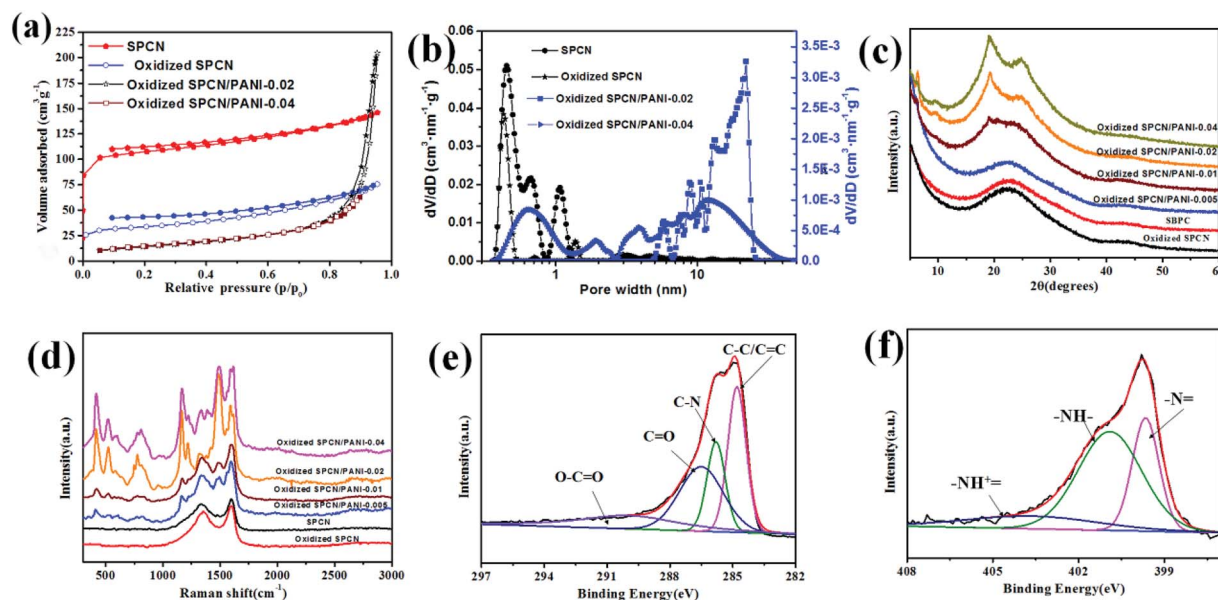 (a)
Volume adsorbed (cm³g⁻¹)
225
200
175
150
125
100
75
50
25
0
SPCN
Oxidized SPCN
Oxidized SPCN/PANI-0.02
Oxidized SPCN/PANI-0.04
0.0 0.2 0.4 0.6 0.8 1.0
Relative pressure (p/p₀)
(b)
dV/dD (cm³·nm⁻¹·g⁻¹)
0.06
0.05
0.04
0.03
0.02
0.01
0.00
SPCN
Oxidized SPCN
Oxidized SPCN/PANI-0.02
Oxidized SPCN/PANI-0.04
3.5E-3
3.0E-3
2.5E-3
2.0E-3
1.5E-3
1.0E-3
5.0E-4
0.0
dV/dD (cm³·nm⁻¹·g⁻¹)
1 10
Pore width (nm)
(c)
Intensity(a.u.)
Oxidized SPCN/PANI-0.04
Oxidized SPCN/PANI-0.02
Oxidized SPCN/PANI-0.01
Oxidized SPCN/PANI-0.005
SBPC
Oxidized SPCN
10 20 30 40 50 60
2θ(degrees)
(d)
Intensity(a.u.)
Oxidized SPCN/PANI-0.04
Oxidized SPCN/PANI-0.02
Oxidized SPCN/PANI-0.01
Oxidized SPCN/PANI-0.005
SPCN
Oxidized SPCN
500 1000 1500 2000 2500 3000
Raman shift(cm⁻¹)
(e)
Intensity(a.u.)
C-C/C=C
C-N
C=O
O-C=O
297 294 291 288 285 282
Binding Energy(eV)
(f)
Intensity(a.u.)
-N=
-NH-
-NH⁺=
408 405 402 399
Binding Energy(eV)